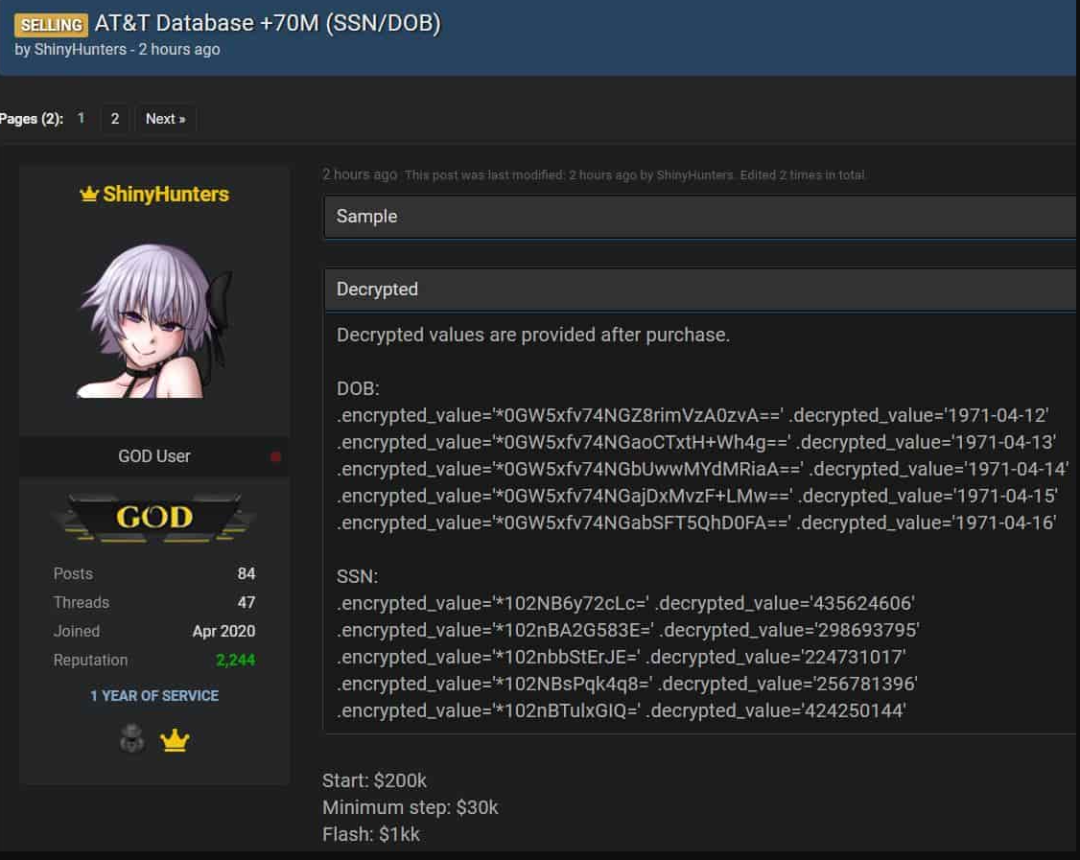 SELLING AT&T Database +70M (SSN/DOB)
by ShinyHunters - 2 hours ago
Pages (2): 1 2 Next »
ShinyHunters
GOD User
GOD
Posts 84
Threads 47
Joined Apr 2020
Reputation 2,244
1 YEAR OF SERVICE
2 hours ago This post was last modified: 2 hours ago by ShinyHunters. Edited 2 times in total.
Sample
Decrypted
Decrypted values are provided after purchase.
DOB:
.encrypted_value='*0GW5xfv74NGZ8rimVzA0zvA==' .decrypted_value='1971-04-12'
.encrypted_value='*0GW5xfv74NGaoCTxtH+Wh4g==' .decrypted_value='1971-04-13'
.encrypted_value='*0GW5xfv74NGbUwwMYdMRiaA==' .decrypted_value='1971-04-14'
.encrypted_value='*0GW5xfv74NGajDxMvzF+LMw==' .decrypted_value='1971-04-15'
.encrypted_value='*0GW5xfv74NGabSFT5QhD0FA==' .decrypted_value='1971-04-16'
SSN:
.encrypted_value='*102NB6y72cLc=' .decrypted_value='435624606'
.encrypted_value='*102nBA2G583E=' .decrypted_value='298693795'
.encrypted_value='*102nbbStErJE=' .decrypted_value='224731017'
.encrypted_value='*102NBsPqk4q8=' .decrypted_value='256781396'
.encrypted_value='*102nBTulxGIQ=' .decrypted_value='424250144'
Start: $200k
Minimum step: $30k
Flash: $1kk